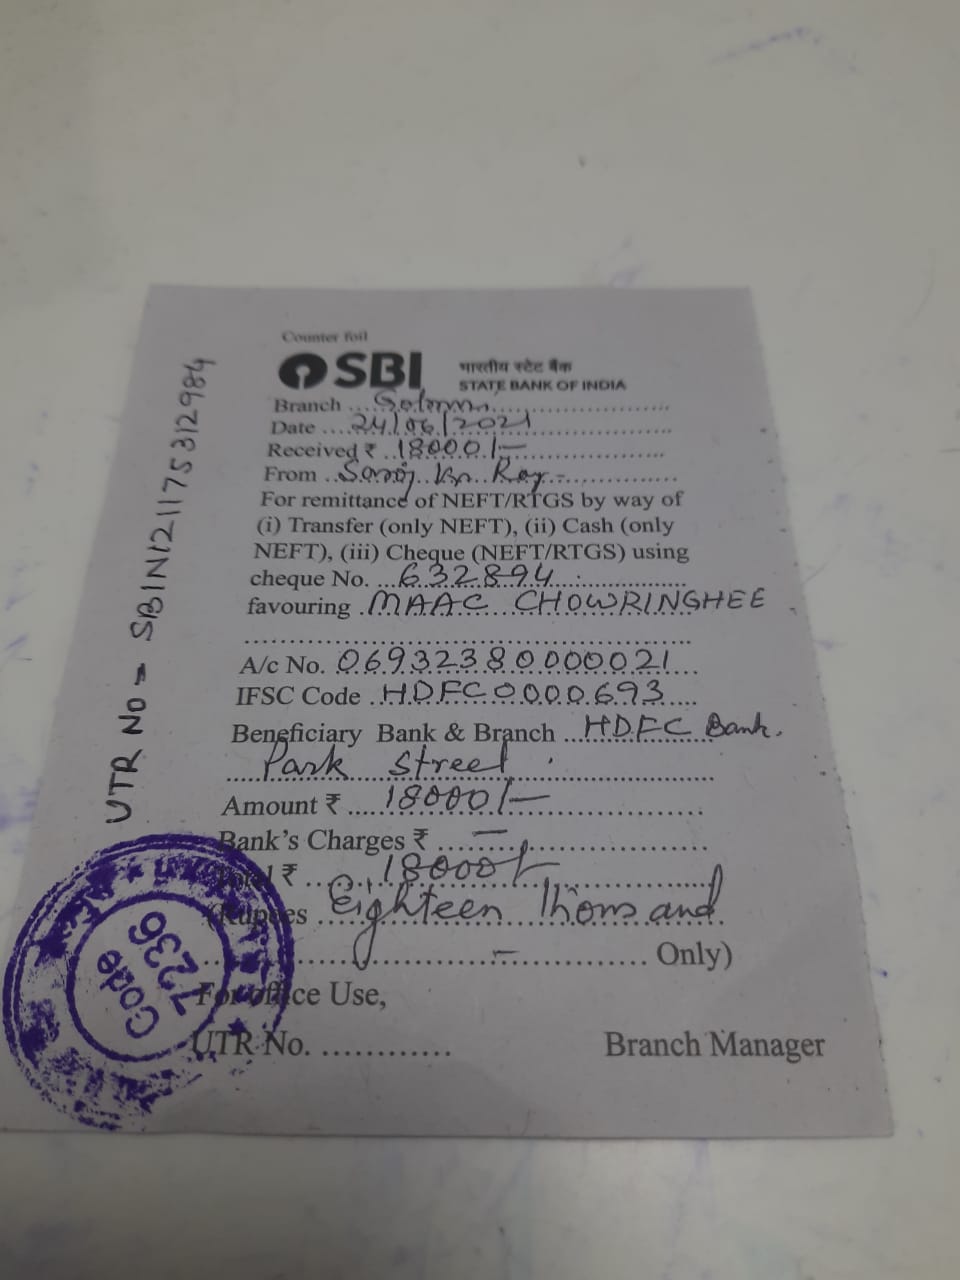 Counter foil
SBI भारतीय स्टेट बैंक
STATE BANK OF INDIA
Branch ...................
Date ....24/06/2021....................
Received ₹ ..18000/-....................
From ..Saroj Kr. Roy-................
For remittance of NEFT/RTGS by way of
(i) Transfer (only NEFT), (ii) Cash (only
NEFT), (iii) Cheque (NEFT/RTGS) using
cheque No. ...632894..................
favouring .MAAC CHOWRINGHEE
.............................................................
A/c No. 06932380000021....
IFSC Code ..HDFC0000693.....
Beneficiary Bank & Branch ...HDFC Bank.
.....Park Street......................................
Amount ₹ .....18000/-......................
Bank's Charges ₹ ....—..........................
Total ₹ ...........18000/-......................
(Rupees ...Eighteen Thousand.
........................–.................. Only)
For office Use,
UTR No. ............ Branch Manager
UTR NO - SBIN121175312984
Code
7236